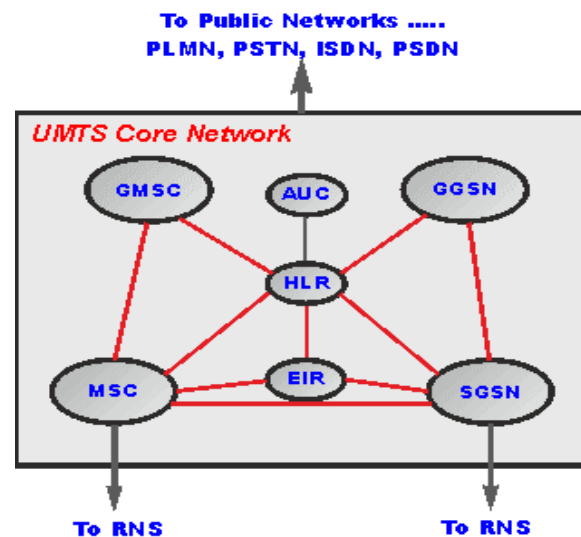 To Public Networks .....
PLMN, PSTN, ISDN, PSDN
UMTS Core Network
GMSC
AUC
GGSN
HLR
MSC
EIR
SGSN
To RNS
To RNS